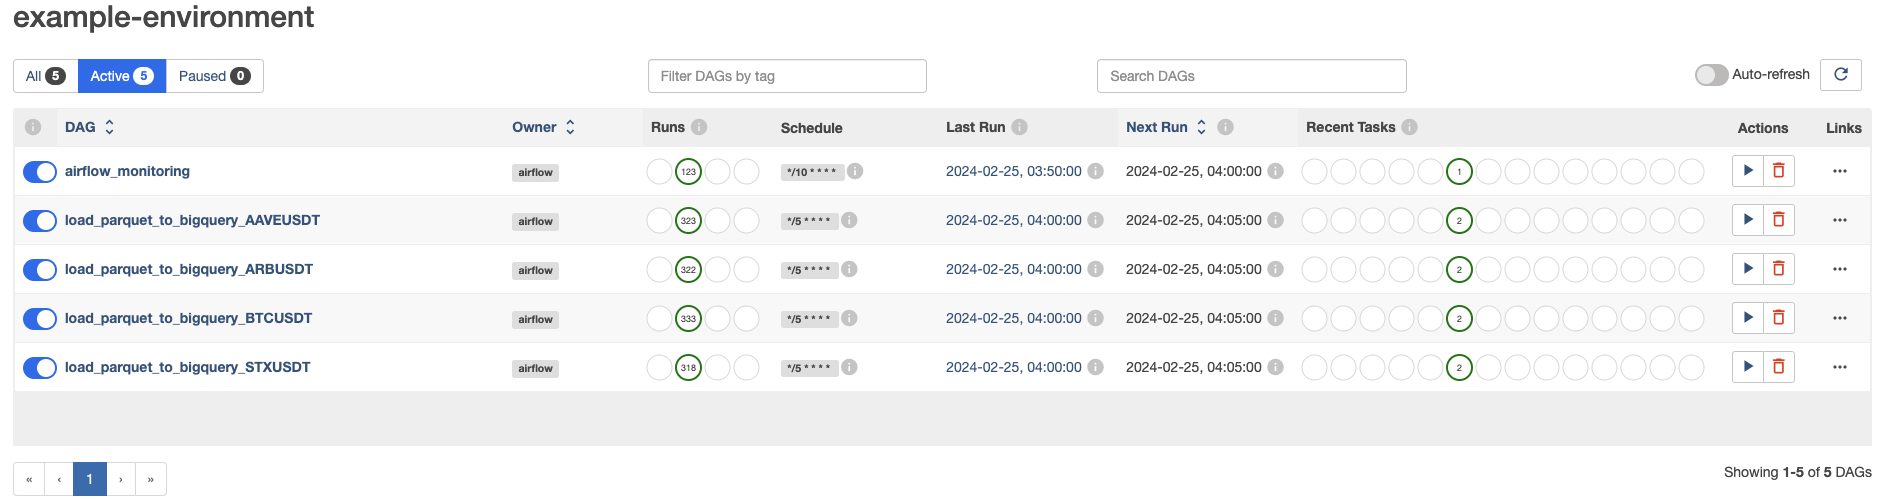 example-environment
All 5 Active 5 Paused 0 Filter DAGs by tag Search DAGs Auto-refresh
DAG Owner Runs Schedule Last Run Next Run Recent Tasks Actions Links
airflow_monitoring airflow 123 */10 * * * * 2024-02-25, 03:50:00 2024-02-25, 04:00:00 1
load_parquet_to_bigquery_AAVEUSDT airflow 323 */5 * * * * 2024-02-25, 04:00:00 2024-02-25, 04:05:00 2
load_parquet_to_bigquery_ARBUSDT airflow 322 */5 * * * * 2024-02-25, 04:00:00 2024-02-25, 04:05:00 2
load_parquet_to_bigquery_BTCUSDT airflow 333 */5 * * * * 2024-02-25, 04:00:00 2024-02-25, 04:05:00 2
load_parquet_to_bigquery_STXUSDT airflow 318 */5 * * * * 2024-02-25, 04:00:00 2024-02-25, 04:05:00 2
« ‹ 1 › » Showing 1-5 of 5 DAGs